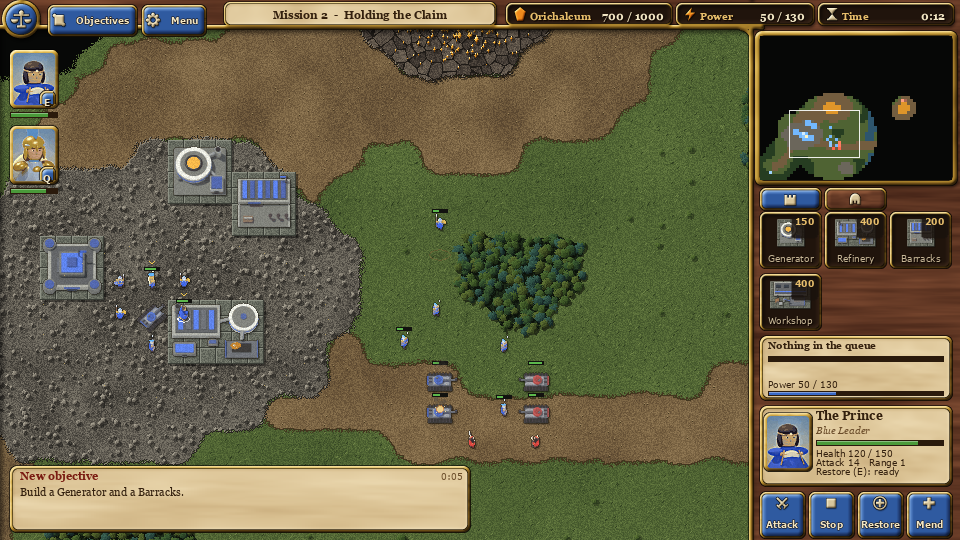 Objectives
Menu
Mission 2 - Holding the Claim
Orichalcum 700 / 1000
Power 50 / 130
Time 0:12
E
Q
150
Generator
400
Refinery
200
Barracks
400
Workshop
Nothing in the queue
Power 50 / 130
The Prince
Blue Leader
Health 120 / 150
Attack 14 Range 1
Restore (E): ready
New objective 0:05
Build a Generator and a Barracks.
Attack
Stop
Restore
Mend